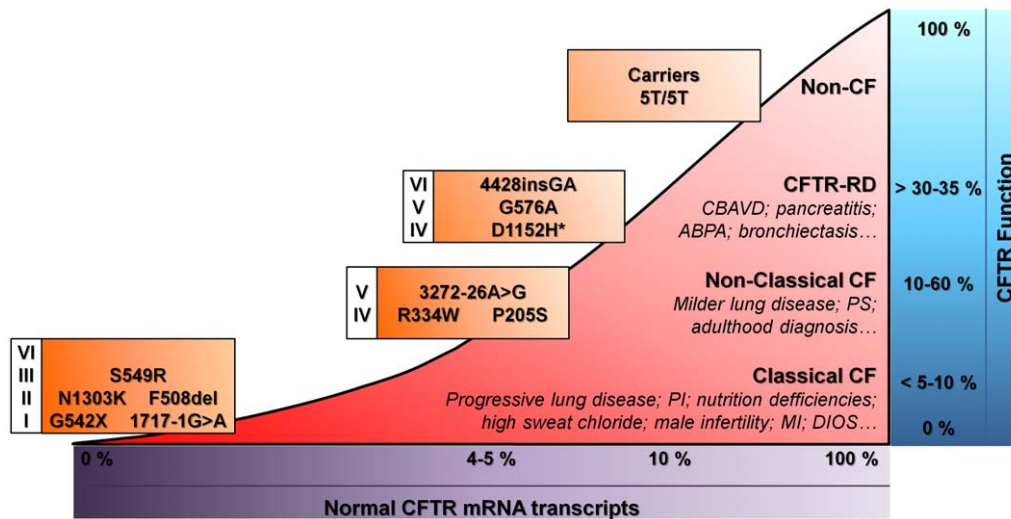 Carriers
5T/5T
Non-CF
100 %
VI 4428insGA
V G576A
IV D1152H*
CFTR-RD
CBAVD; pancreatitis;
ABPA; bronchiectasis…
> 30-35 %
V 3272-26A>G
IV R334W P205S
Non-Classical CF
Milder lung disease; PS;
adulthood diagnosis…
10-60 %
VI
III S549R
II N1303K F508del
I G542X 1717-1G>A
Classical CF
Progressive lung disease; PI; nutrition defficiencies;
high sweat chloride; male infertility; MI; DIOS…
< 5-10 %
0 %
CFTR Function
0 % 4-5 % 10 % 100 %
Normal CFTR mRNA transcripts